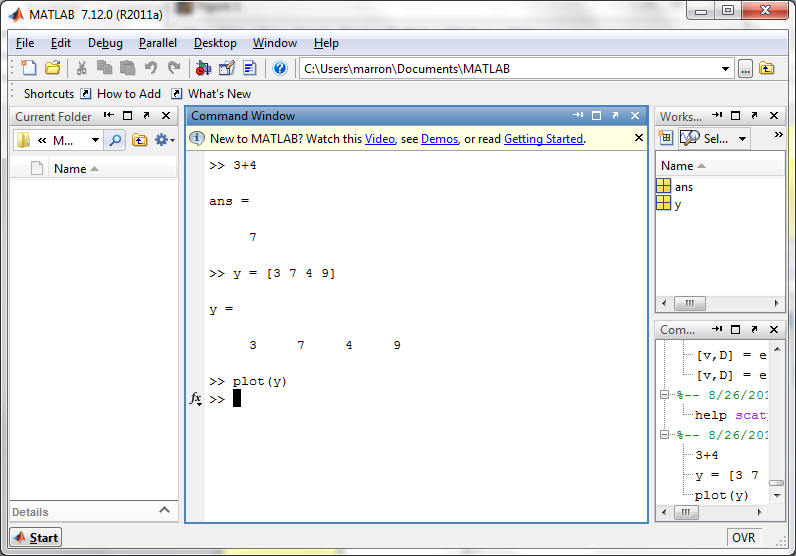 MATLAB 7.12.0 (R2011a)
File Edit Debug Parallel Desktop Window Help
C:\Users\marron\Documents\MATLAB ...
Shortcuts How to Add What's New
Current Folder
« M...
Name
Details
Command Window
New to MATLAB? Watch this Video, see Demos, or read Getting Started.
>> 3+4
ans =
7
>> y = [3 7 4 9]
y =
3 7 4 9
>> plot(y)
fx >>
Works...
Sel... »
Name
ans
y
Com...
[v,D] = e
[v,D] = e
%-- 8/26/201
help scat
%-- 8/26/201
3+4
y = [3 7
plot(y)
Start
OVR